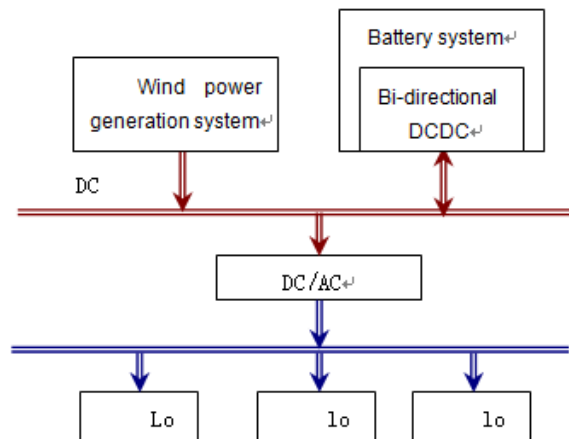 Battery system↵
Wind power
generation system↵
Bi-directional
DCDC↵
DC
DC/AC↵
Lo
lo
lo